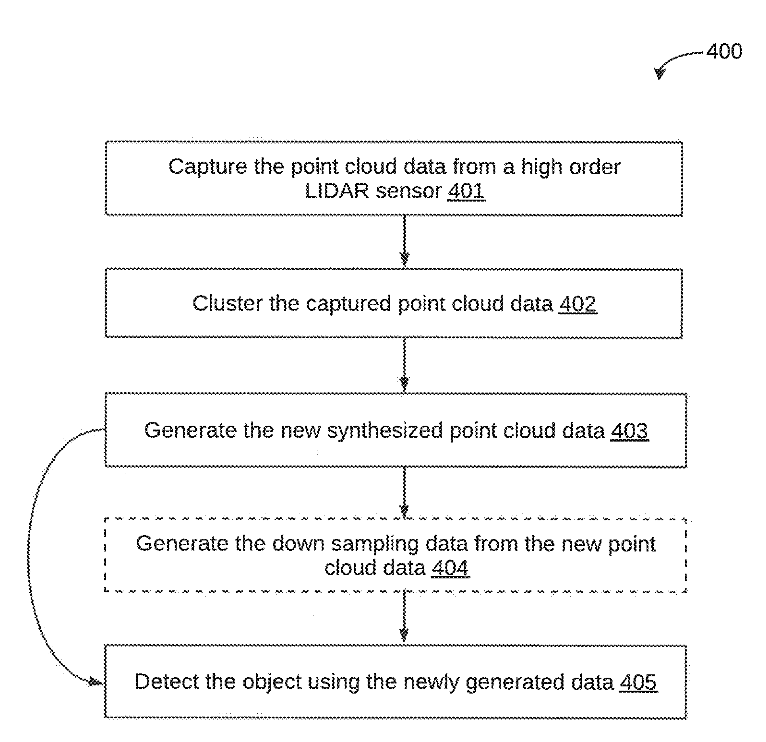 400
Capture the point cloud data from a high order
LIDAR sensor 401
Cluster the captured point cloud data 402
Generate the new synthesized point cloud data 403
Generate the down sampling data from the new point
cloud data 404
Detect the object using the newly generated data 405